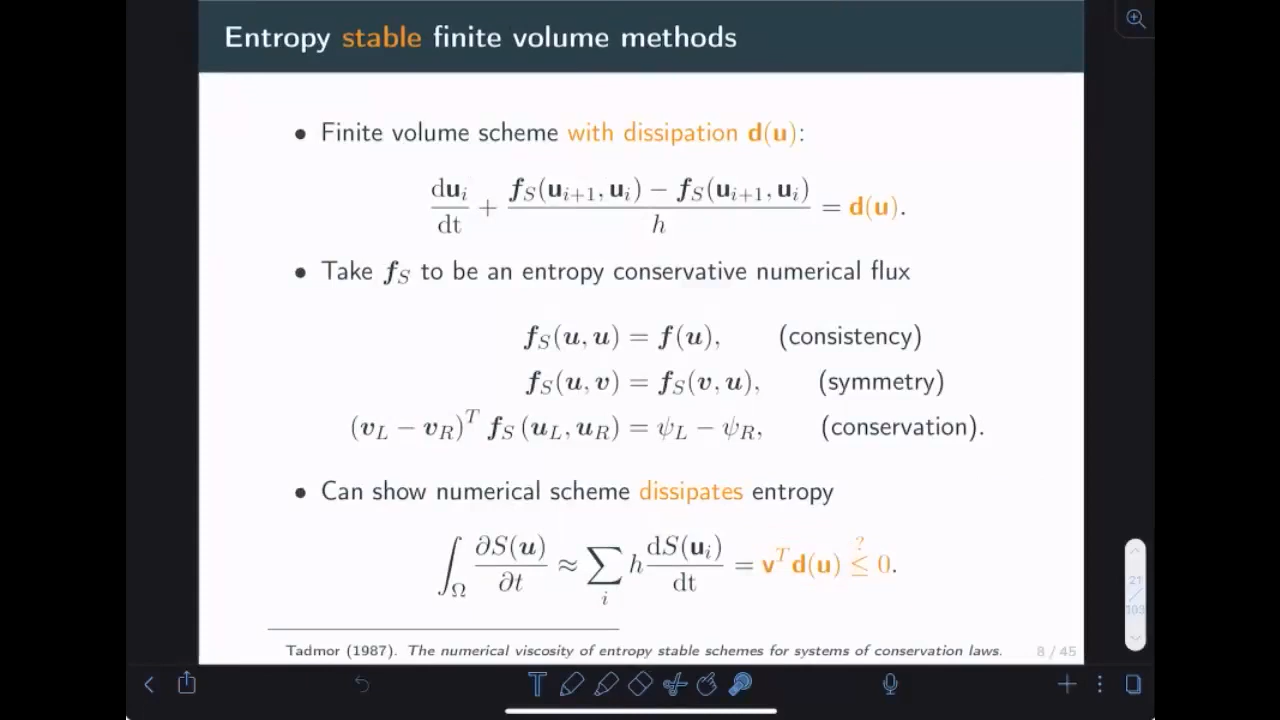 Entropy stable finite volume methods
• Finite volume scheme with dissipation d(u):
du_i/dt + (f_S(u_{i+1}, u_i) − f_S(u_{i+1}, u_i))/h = d(u).
• Take f_S to be an entropy conservative numerical flux
f_S(u, u) = f(u), (consistency)
f_S(u, v) = f_S(v, u), (symmetry)
(v_L − v_R)^T f_S (u_L, u_R) = ψ_L − ψ_R, (conservation).
• Can show numerical scheme dissipates entropy
∫_Ω ∂S(u)/∂t ≈ ∑_i h dS(u_i)/dt = v^T d(u) ≤^? 0.
Tadmor (1987). The numerical viscosity of entropy stable schemes for systems of conservation laws.
8 / 45
21
/
103
T